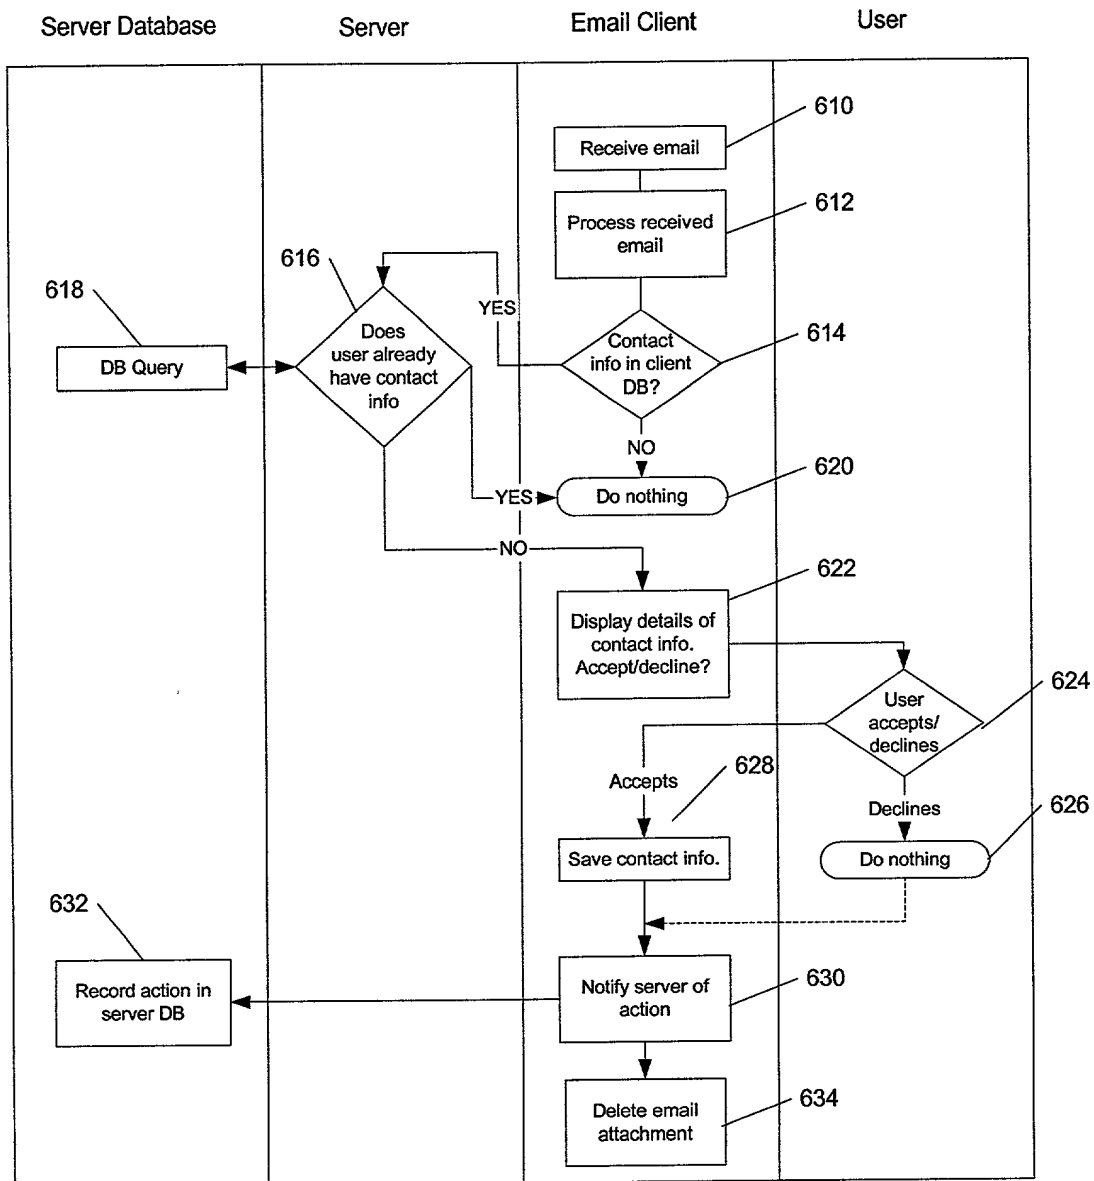 Server Database
Server
Email Client
User
610
Receive email
612
Process received
email
616
618
YES
614
Does
user already
have contact
info
Contact
info in client
DB?
DB Query
NO
620
YES
Do nothing
NO
622
Display details of
contact info.
Accept/decline?
624
User
accepts/
declines
628
Accepts
Declines
626
Save contact info.
Do nothing
632
Record action in
server DB
Notify server of
action
630
634
Delete email
attachment